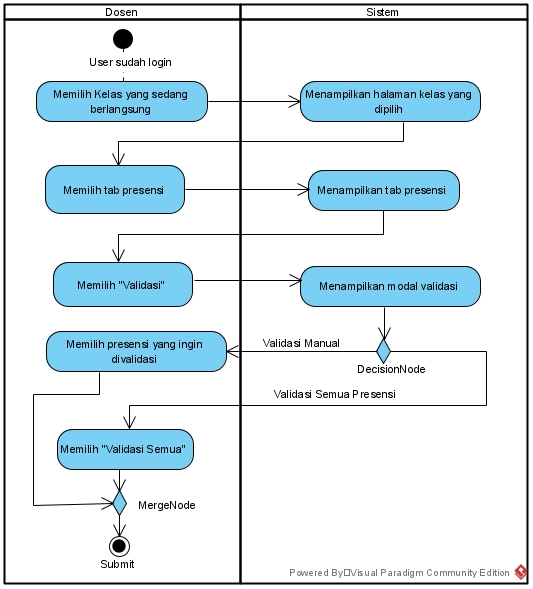 Dosen
Sistem
User sudah login
Memilih Kelas yang sedang
berlangsung
Menampilkan halaman kelas yang
dipilih
Memilih tab presensi
Menampilkan tab presensi
Memilih "Validasi"
Menampilkan modal validasi
Memilih presensi yang ingin
divalidasi
Validasi Manual
DecisionNode
Validasi Semua Presensi
Memilih "Validasi Semua"
MergeNode
Submit
Powered By Visual Paradigm Community Edition